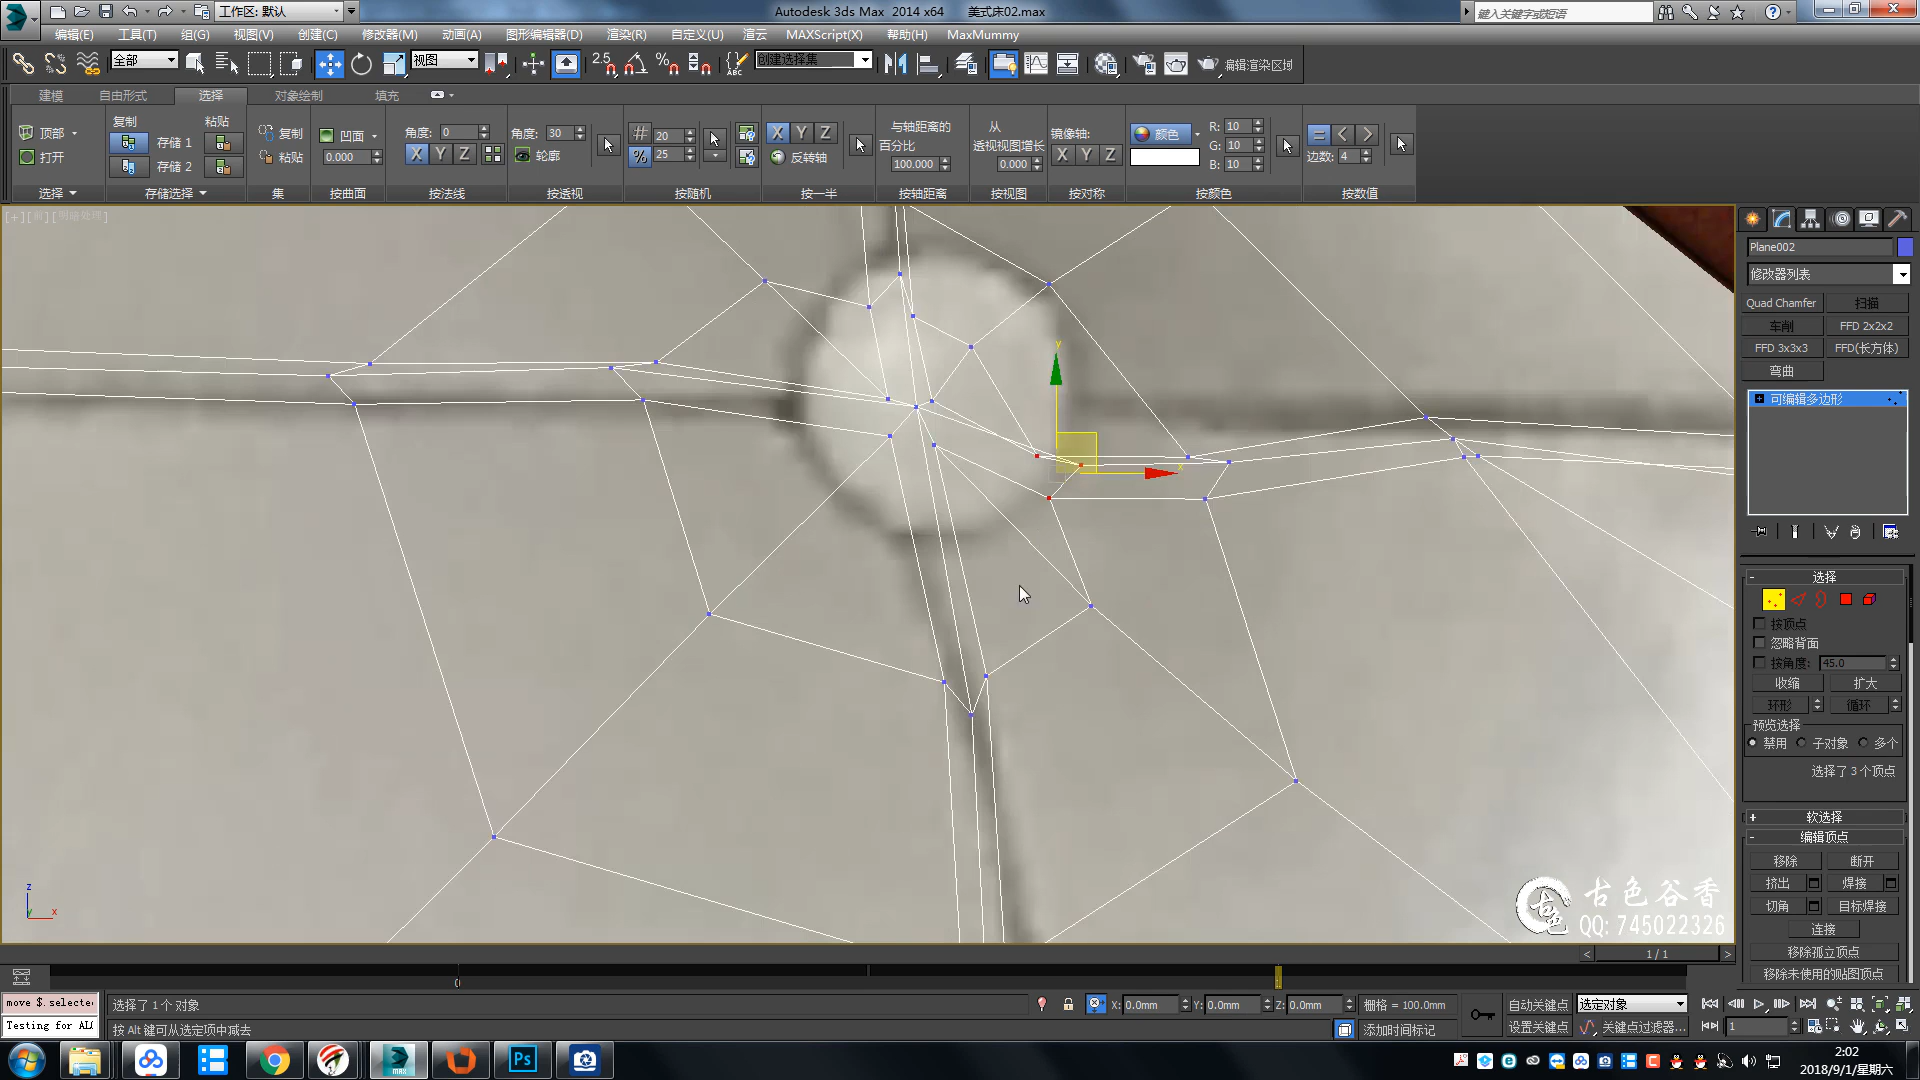 工作区: 默认
Autodesk 3ds Max  2014 x64    美式床02.max
键入关键字或短语
编辑(E) 工具(T) 组(G) 视图(V) 创建(C) 修改器(M) 动画(A) 图形编辑器(D) 渲染(R) 自定义(U) 渲云 MAXScript(X) 帮助(H) MaxMummy
全部 视图 2.5 创建选择集 编辑渲染区域
建模 自由形式 选择 对象绘制 填充
顶部 复制 粘贴 复制 凹面 角度: 0 角度: 30 20 X Y Z 与轴距离的 从 镜像轴: 颜色 R: 10
打开 存储 1 粘贴 0.000 X Y Z 轮廓 25 反转轴 百分比 透视视图增长 X Y Z G: 10 边数: 4
存储 2 100.000 0.000 B: 10
选择 存储选择 集 按曲面 按法线 按透视 按随机 按一半 按轴距离 按视图 按对称 按颜色 按数值
[+][前][明暗处理]
Plane002
修改器列表
Quad Chamfer 扫描
车削 FFD 2x2x2
FFD 3x3x3 FFD(长方体)
弯曲
可编辑多边形
选择
按顶点
忽略背面
按角度: 45.0
收缩 扩大
环形 循环
预览选择
禁用 子对象 多个
选择了 3 个顶点
软选择
编辑顶点
移除 断开
挤出 焊接
切角 目标焊接
连接
移除孤立顶点
移除未使用的贴图顶点
y
x
z
y x
古色谷香
QQ: 745022326
1 / 1
0
move $.selecte
选择了 1 个 对象
X: 0.0mm Y: 0.0mm Z: 0.0mm 栅格 = 100.0mm 自动关键点 选定对象
Testing for ALL
按 Alt 键可从选定项中减去
添加时间标记 设置关键点 关键点过滤器... 1
Ps
MAX
2:02
2018/9/1/星期六